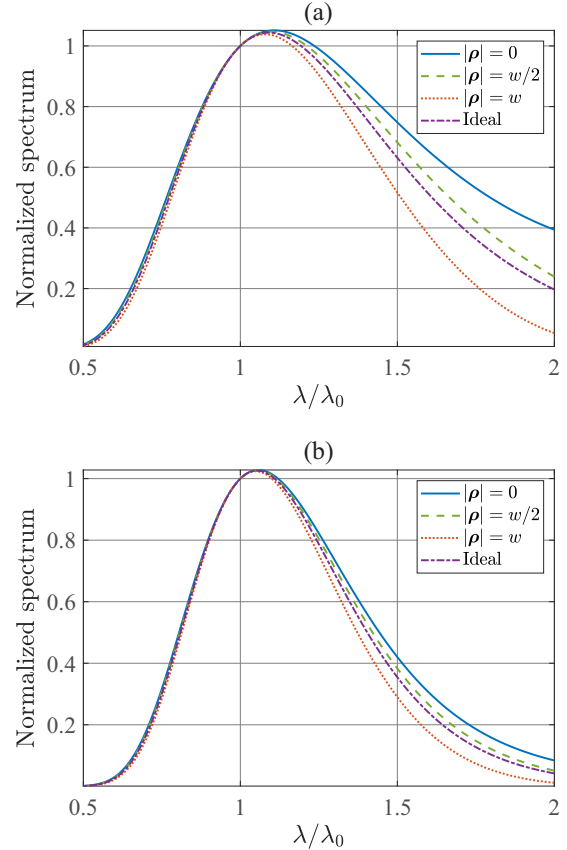 (a)
Normalized spectrum
1
0.8
0.6
0.4
0.2
|ρ| = 0
|ρ| = w/2
|ρ| = w
Ideal
0.5
1
1.5
2
λ/λ₀
(b)
Normalized spectrum
1
0.8
0.6
0.4
0.2
|ρ| = 0
|ρ| = w/2
|ρ| = w
Ideal
0.5
1
1.5
2
λ/λ₀